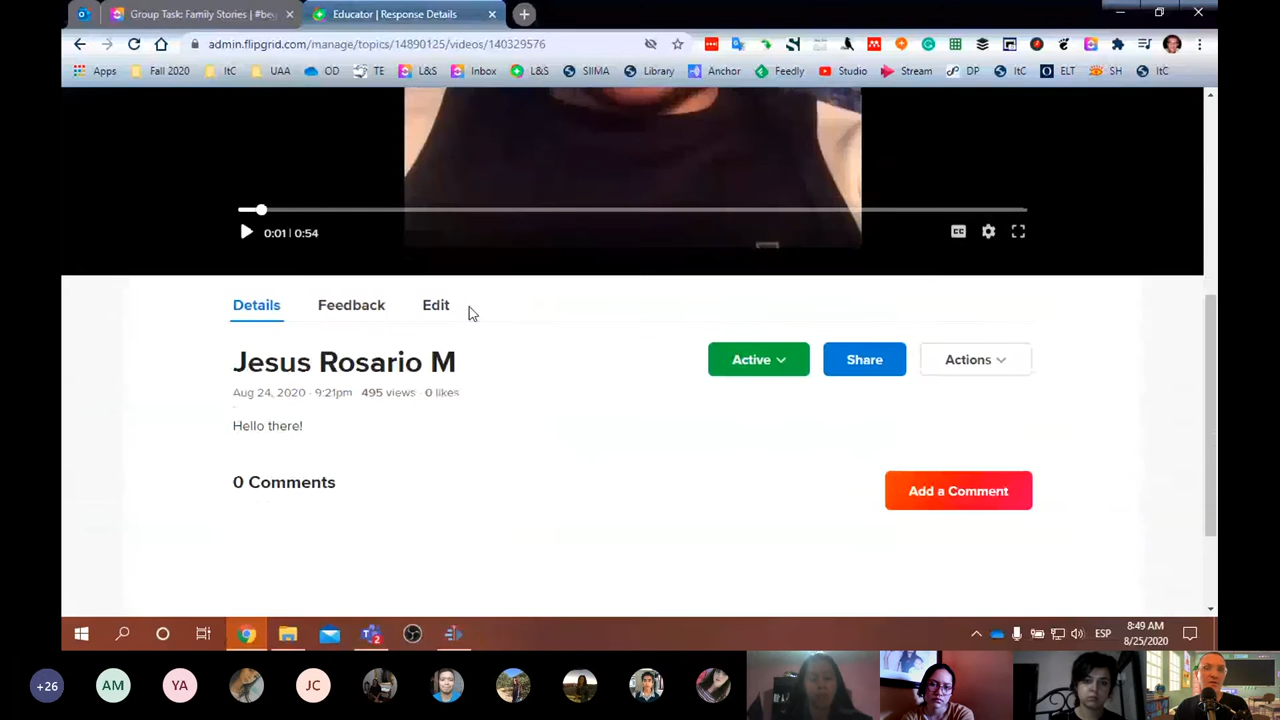 Group Task: Family Stories | #be
Educator | Response Details
admin.flipgrid.com/manage/topics/14890125/videos/140329576
Apps Fall 2020 ItC UAA OD TE L&S Inbox L&S SIIMA Library Anchor Feedly Studio Stream DP ItC ELT SH ItC
0:01 | 0:54
CC
Details Feedback Edit
Jesus Rosario M
Active Share Actions
Aug 24, 2020 · 9:21pm 495 views · 0 likes
Hello there!
0 Comments
Add a Comment
2
ESP
8:49 AM
8/25/2020
+26 AM YA JC